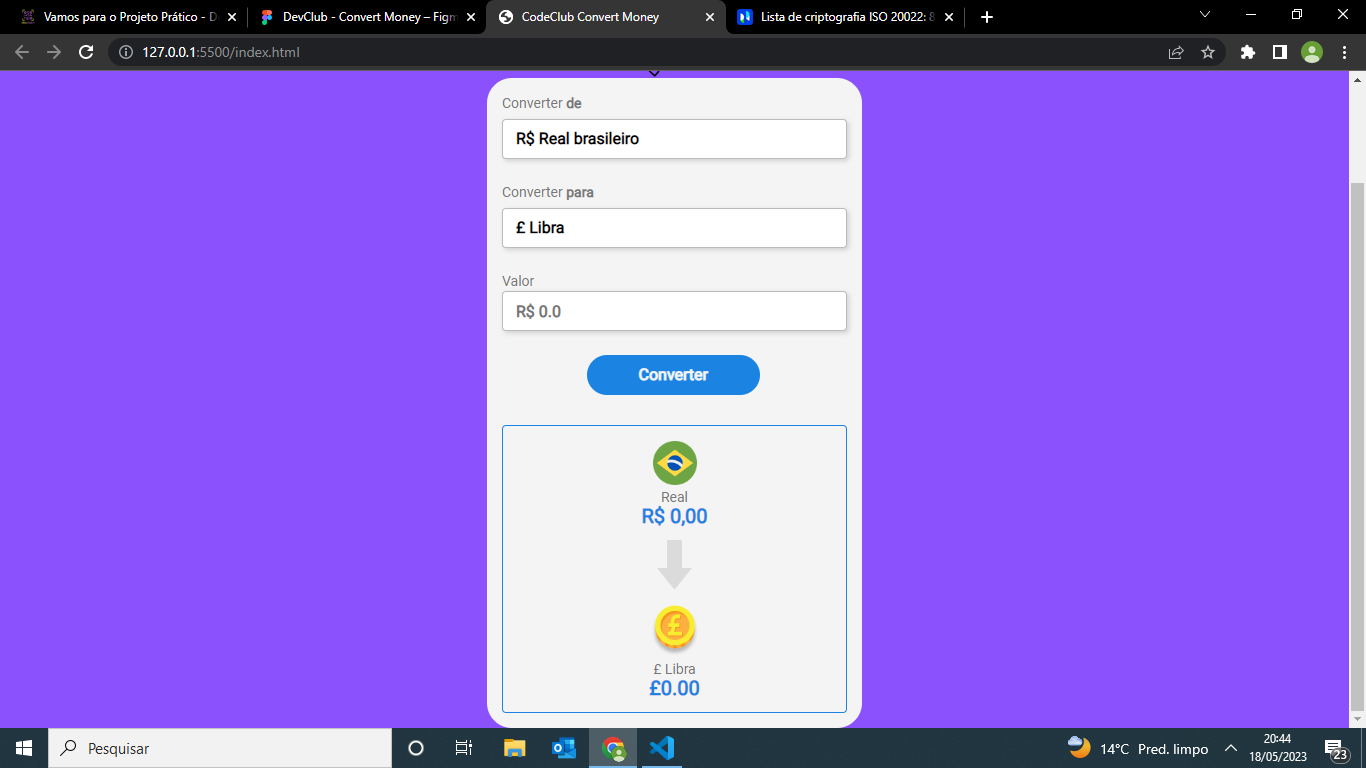 Vamos para o Projeto Prático - D
DevClub - Convert Money – Figm
CodeClub Convert Money
Lista de criptografia ISO 20022: 8
127.0.0.1:5500/index.html
Converter de
R$ Real brasileiro
Converter para
£ Libra
Valor
R$ 0.0
Converter
Real
R$ 0,00
£
£ Libra
£0.00
Pesquisar
14°C Pred. limpo
20:44
18/05/2023
23